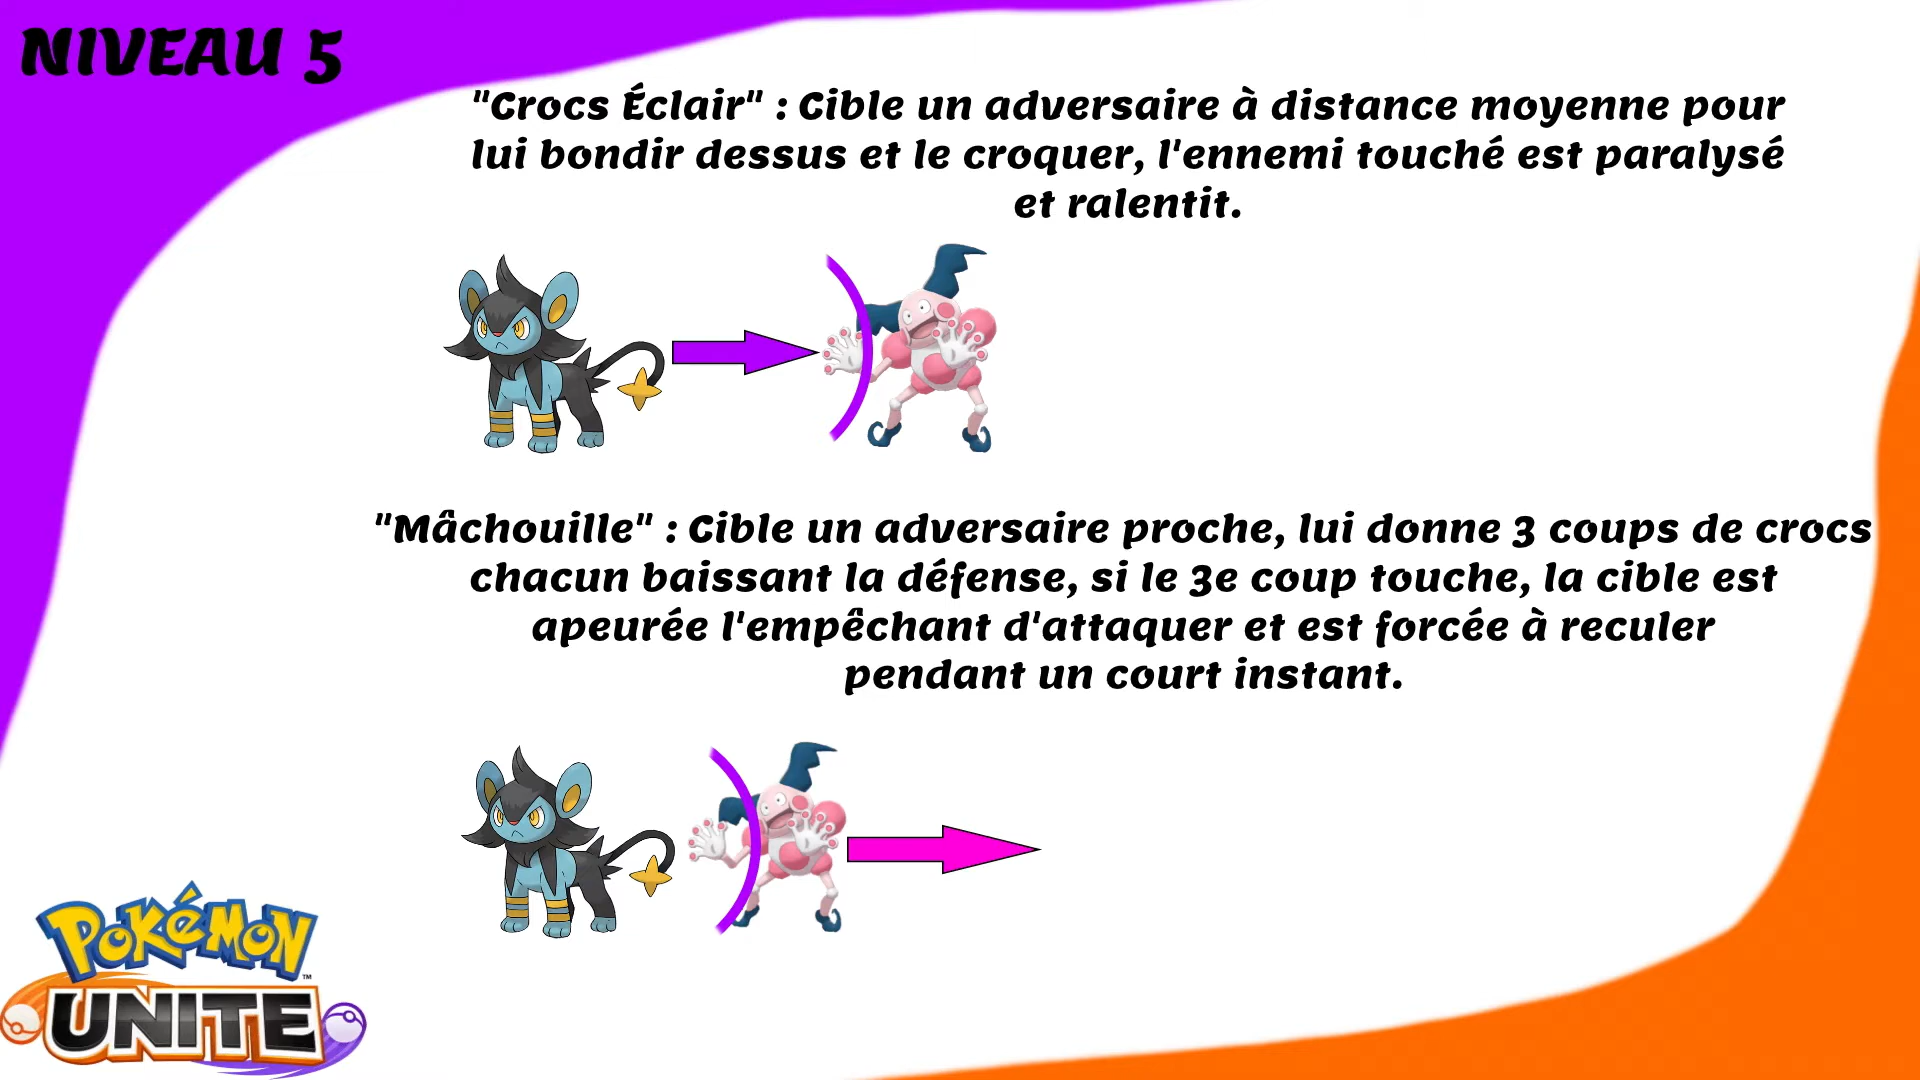 NIVEAU 5
"Crocs Éclair" : Cible un adversaire à distance moyenne pour
lui bondir dessus et le croquer, l'ennemi touché est paralysé
et ralentit.
"Mâchouille" : Cible un adversaire proche, lui donne 3 coups de crocs
chacun baissant la défense, si le 3e coup touche, la cible est
apeurée l'empêchant d'attaquer et est forcée à reculer
pendant un court instant.
POKéMON™
UNITE